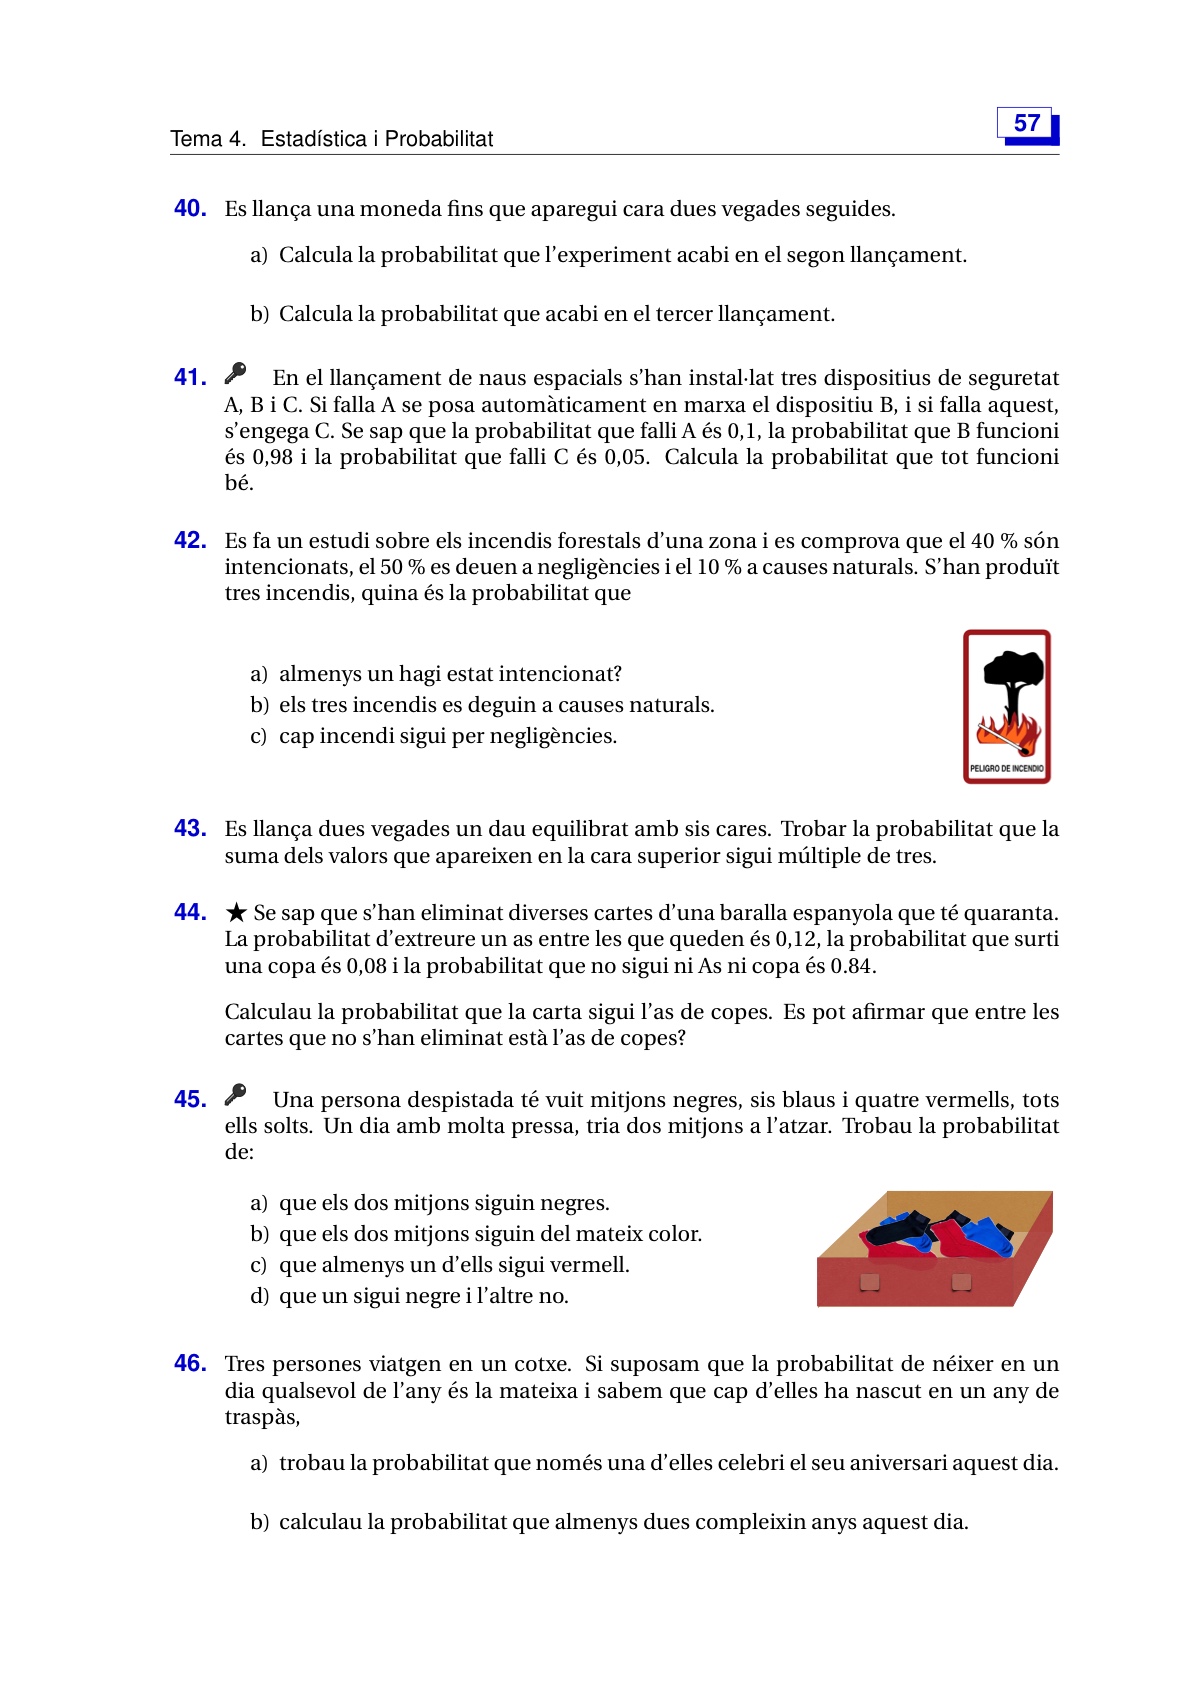 Tema 4. Estadística i Probabilitat
57
40. Es llança una moneda fins que aparegui cara dues vegades seguides.
a) Calcula la probabilitat que l’experiment acabi en el segon llançament.
b) Calcula la probabilitat que acabi en el tercer llançament.
41. En el llançament de naus espacials s’han instal·lat tres dispositius de seguretat
A, B i C. Si falla A se posa automàticament en marxa el dispositiu B, i si falla aquest,
s’engega C. Se sap que la probabilitat que falli A és 0,1, la probabilitat que B funcioni
és 0,98 i la probabilitat que falli C és 0,05. Calcula la probabilitat que tot funcioni
bé.
42. Es fa un estudi sobre els incendis forestals d’una zona i es comprova que el 40 % són
intencionats, el 50 % es deuen a negligències i el 10 % a causes naturals. S’han produït
tres incendis, quina és la probabilitat que
a) almenys un hagi estat intencionat?
b) els tres incendis es deguin a causes naturals.
c) cap incendi sigui per negligències.
PELIGRO DE INCENDIO
43. Es llança dues vegades un dau equilibrat amb sis cares. Trobar la probabilitat que la
suma dels valors que apareixen en la cara superior sigui múltiple de tres.
44. ★ Se sap que s’han eliminat diverses cartes d’una baralla espanyola que té quaranta.
La probabilitat d’extreure un as entre les que queden és 0,12, la probabilitat que surti
una copa és 0,08 i la probabilitat que no sigui ni As ni copa és 0.84.
Calculau la probabilitat que la carta sigui l’as de copes. Es pot afirmar que entre les
cartes que no s’han eliminat està l’as de copes?
45. Una persona despistada té vuit mitjons negres, sis blaus i quatre vermells, tots
ells solts. Un dia amb molta pressa, tria dos mitjons a l’atzar. Trobau la probabilitat
de:
a) que els dos mitjons siguin negres.
b) que els dos mitjons siguin del mateix color.
c) que almenys un d’ells sigui vermell.
d) que un sigui negre i l’altre no.
46. Tres persones viatgen en un cotxe. Si suposam que la probabilitat de néixer en un
dia qualsevol de l’any és la mateixa i sabem que cap d’elles ha nascut en un any de
traspàs,
a) trobau la probabilitat que només una d’elles celebri el seu aniversari aquest dia.
b) calculau la probabilitat que almenys dues compleixin anys aquest dia.